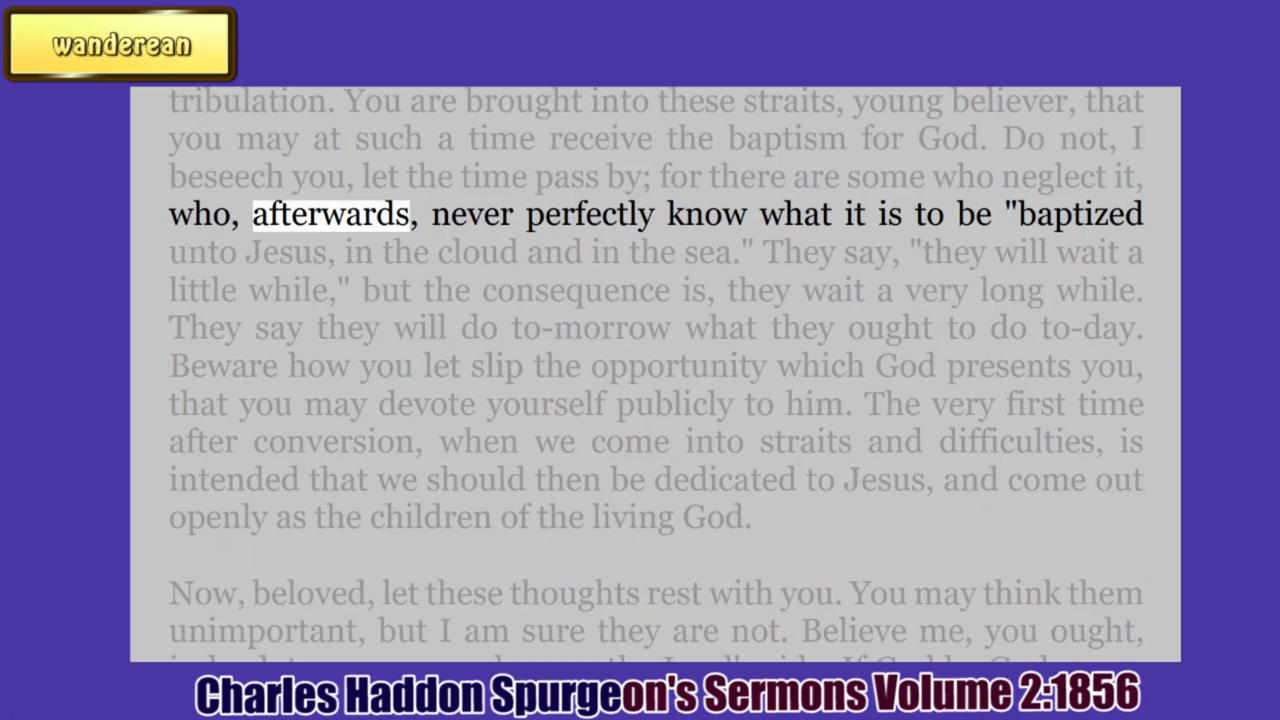 wanderean
tribulation. You are brought into these straits, young believer, that
you may at such a time receive the baptism for God. Do not, I
beseech you, let the time pass by; for there are some who neglect it,
who, afterwards, never perfectly know what it is to be "baptized
unto Jesus, in the cloud and in the sea." They say, "they will wait a
little while," but the consequence is, they wait a very long while.
They say they will do to-morrow what they ought to do to-day.
Beware how you let slip the opportunity which God presents you,
that you may devote yourself publicly to him. The very first time
after conversion, when we come into straits and difficulties, is
intended that we should then be dedicated to Jesus, and come out
openly as the children of the living God.
Now, beloved, let these thoughts rest with you. You may think them
unimportant, but I am sure they are not. Believe me, you ought,
Charles Haddon Spurgeon's Sermons Volume 2:1856